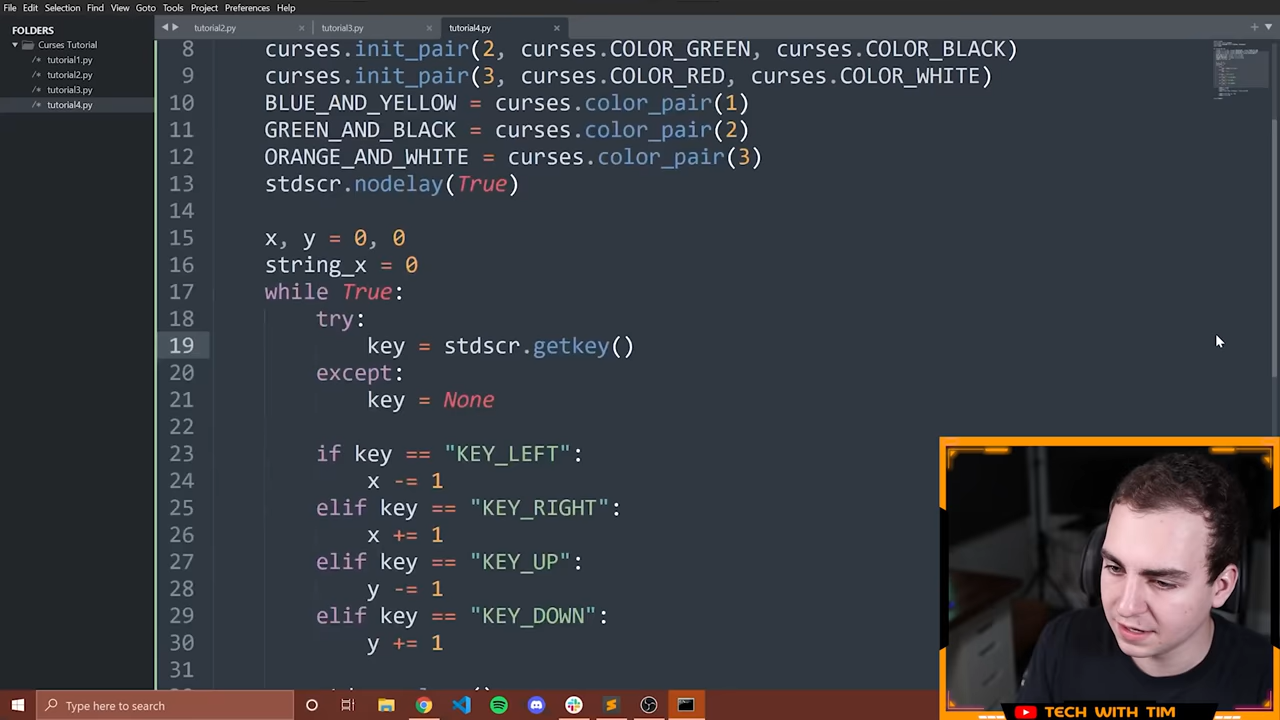 File Edit Selection Find View Goto Tools Project Preferences Help
FOLDERS
Curses Tutorial
tutorial1.py
tutorial2.py
tutorial3.py
tutorial4.py
tutorial2.py × tutorial3.py × tutorial4.py ×
8 curses.init_pair(2, curses.COLOR_GREEN, curses.COLOR_BLACK)
9 curses.init_pair(3, curses.COLOR_RED, curses.COLOR_WHITE)
10 BLUE_AND_YELLOW = curses.color_pair(1)
11 GREEN_AND_BLACK = curses.color_pair(2)
12 ORANGE_AND_WHITE = curses.color_pair(3)
13 stdscr.nodelay(True)
14
15 x, y = 0, 0
16 string_x = 0
17 while True:
18 try:
19 key = stdscr.getkey()
20 except:
21 key = None
22
23 if key == "KEY_LEFT":
24 x -= 1
25 elif key == "KEY_RIGHT":
26 x += 1
27 elif key == "KEY_UP":
28 y -= 1
29 elif key == "KEY_DOWN":
30 y += 1
31
Type here to search
TECH WITH TIM